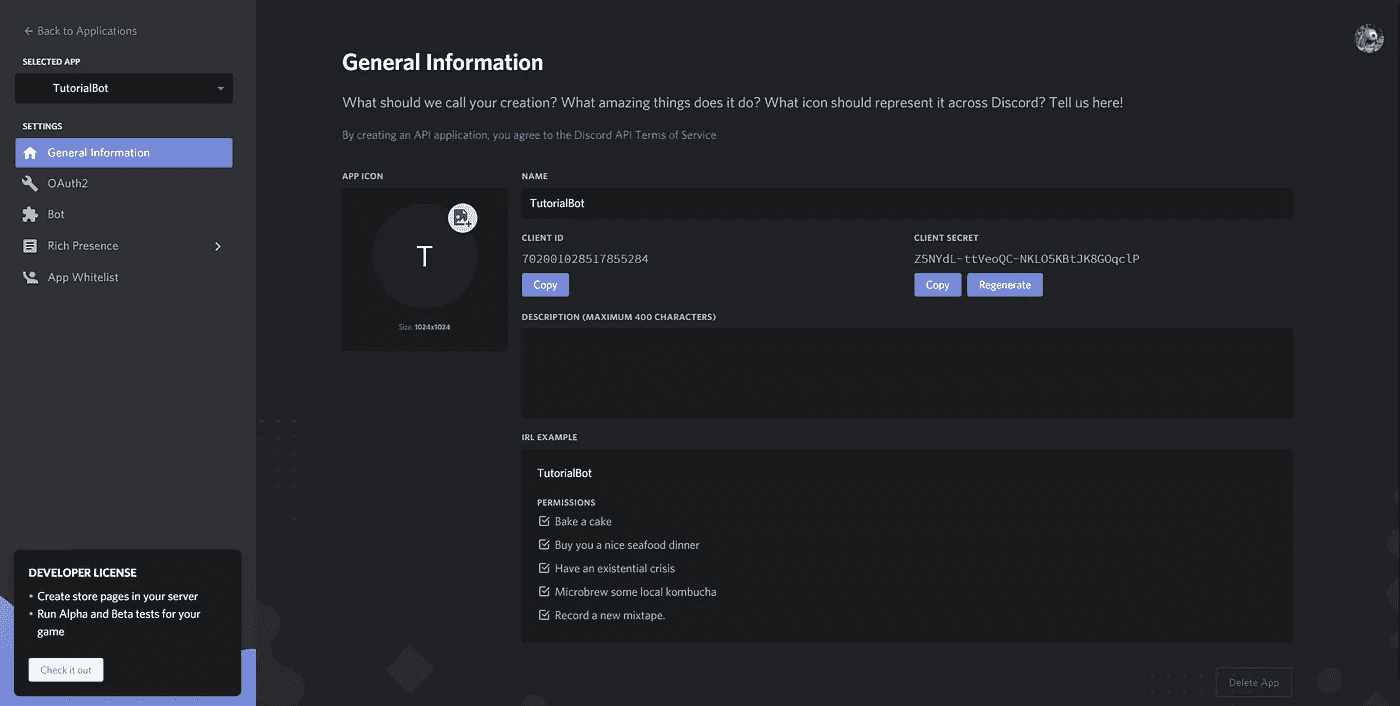 ← Back to Applications
SELECTED APP
TutorialBot
SETTINGS
General Information
OAuth2
Bot
Rich Presence
App Whitelist
DEVELOPER LICENSE
• Create store pages in your server
• Run Alpha and Beta tests for your
game
Check it out
General Information
What should we call your creation? What amazing things does it do? What icon should represent it across Discord? Tell us here!
By creating an API application, you agree to the Discord API Terms of Service
APP ICON
T
Size: 1024x1024
NAME
TutorialBot
CLIENT ID
702001028517855284
Copy
CLIENT SECRET
Z5NYdL-ttVeoQC-NKLO5KBtJK8GOqclP
Copy Regenerate
DESCRIPTION (MAXIMUM 400 CHARACTERS)
IRL EXAMPLE
TutorialBot
PERMISSIONS
Bake a cake
Buy you a nice seafood dinner
Have an existential crisis
Microbrew some local kombucha
Record a new mixtape.
Delete App